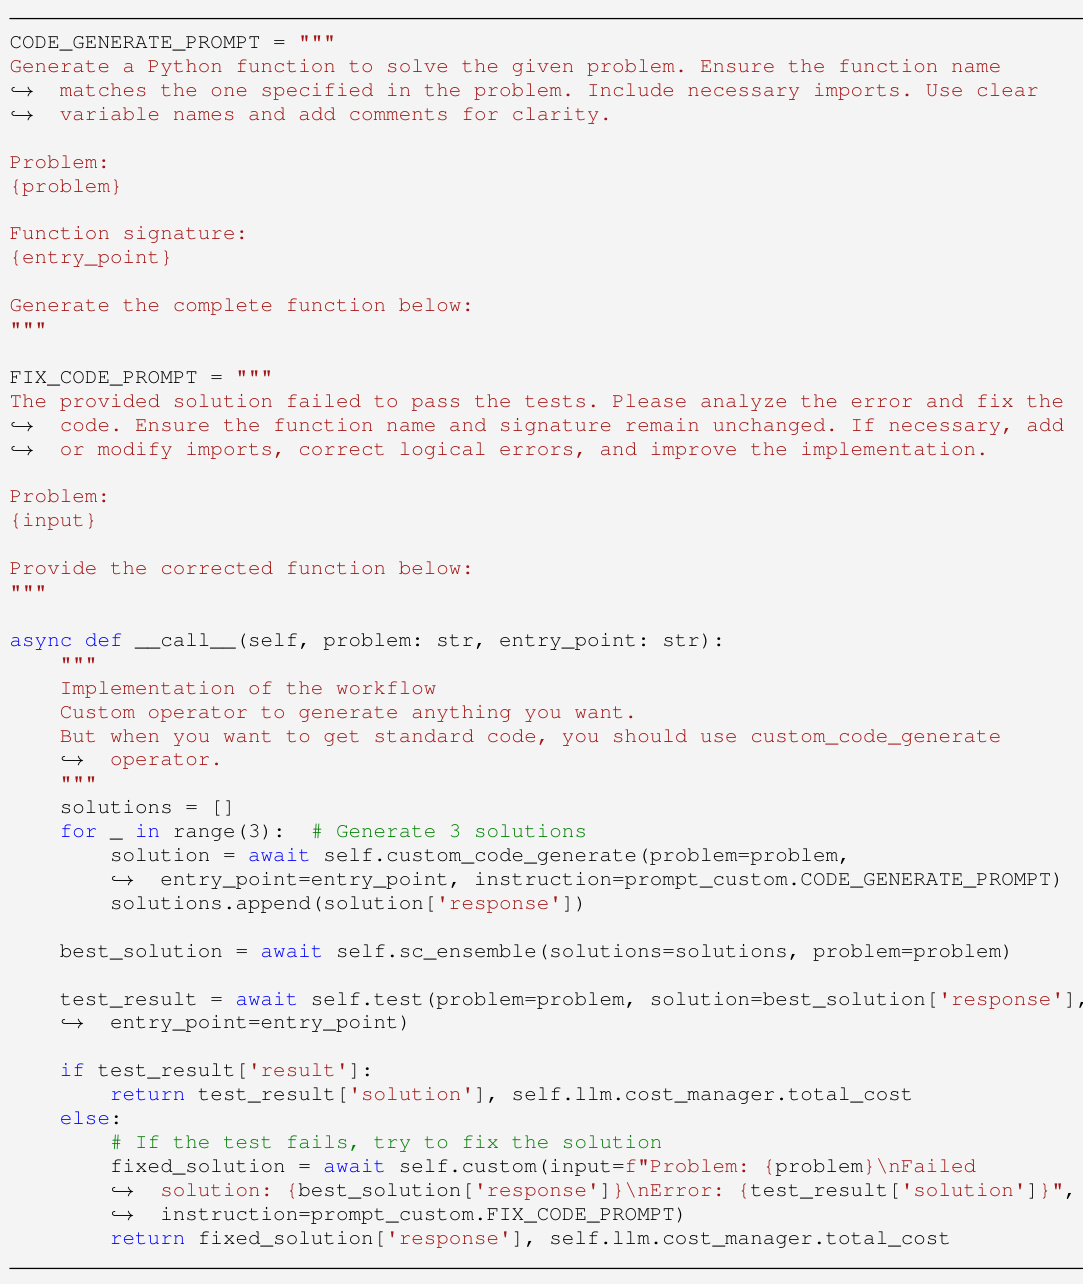 CODE_GENERATE_PROMPT = """
Generate a Python function to solve the given problem. Ensure the function name
↪  matches the one specified in the problem. Include necessary imports. Use clear
↪  variable names and add comments for clarity.

Problem:
{problem}

Function signature:
{entry_point}

Generate the complete function below:
"""

FIX_CODE_PROMPT = """
The provided solution failed to pass the tests. Please analyze the error and fix the
↪  code. Ensure the function name and signature remain unchanged. If necessary, add
↪  or modify imports, correct logical errors, and improve the implementation.

Problem:
{input}

Provide the corrected function below:
"""

async def __call__(self, problem: str, entry_point: str):
    """
    Implementation of the workflow
    Custom operator to generate anything you want.
    But when you want to get standard code, you should use custom_code_generate
    ↪  operator.
    """
    solutions = []
    for _ in range(3):  # Generate 3 solutions
        solution = await self.custom_code_generate(problem=problem,
        ↪  entry_point=entry_point, instruction=prompt_custom.CODE_GENERATE_PROMPT)
        solutions.append(solution['response'])

    best_solution = await self.sc_ensemble(solutions=solutions, problem=problem)

    test_result = await self.test(problem=problem, solution=best_solution['response'],
    ↪  entry_point=entry_point)

    if test_result['result']:
        return test_result['solution'], self.llm.cost_manager.total_cost
    else:
        # If the test fails, try to fix the solution
        fixed_solution = await self.custom(input=f"Problem: {problem}\nFailed
        ↪  solution: {best_solution['response']}\nError: {test_result['solution']}",
        ↪  instruction=prompt_custom.FIX_CODE_PROMPT)
        return fixed_solution['response'], self.llm.cost_manager.total_cost